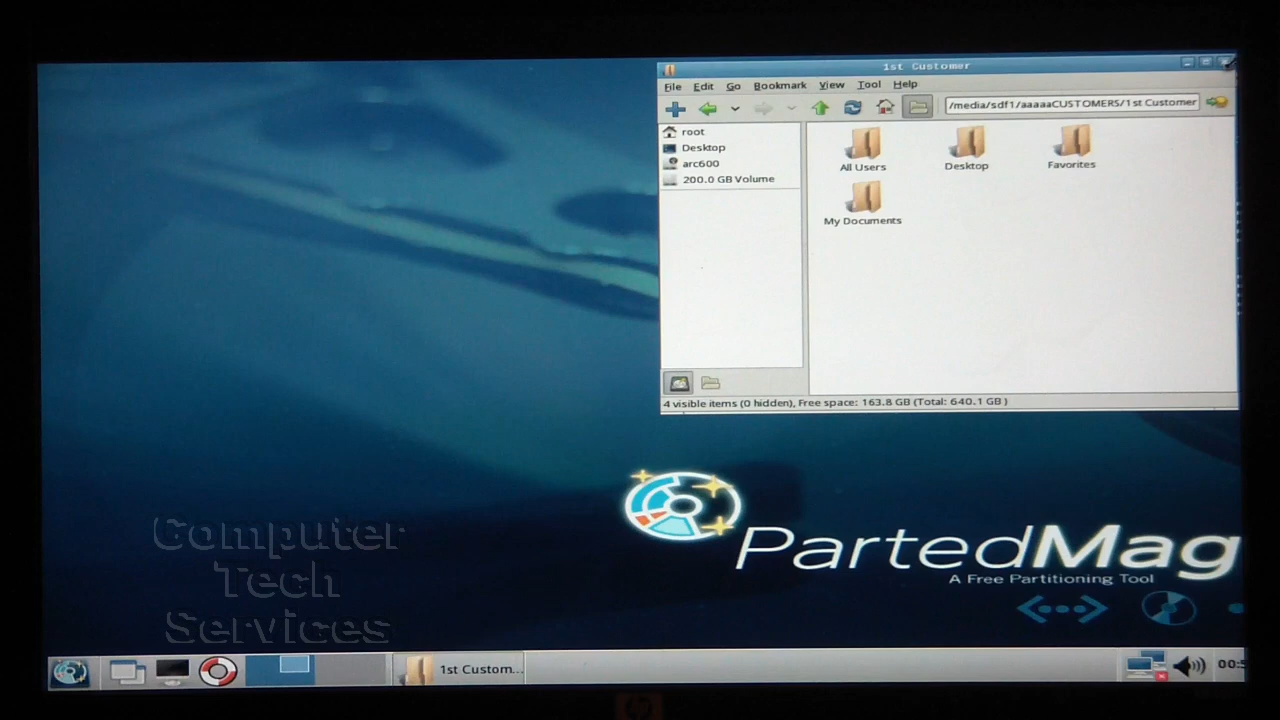 1st Customer
File Edit Go Bookmark View Tool Help
/media/sdf1/aaaaaCUSTOMERS/1st Customer
root
Desktop
arc600
200.0 GB Volume
All Users
Desktop
Favorites
My Documents
4 visible items (0 hidden), Free space: 163.8 GB (Total: 640.1 GB )
PartedMag
A Free Partitioning Tool
Computer
Tech
Services
1st Custom...
hp